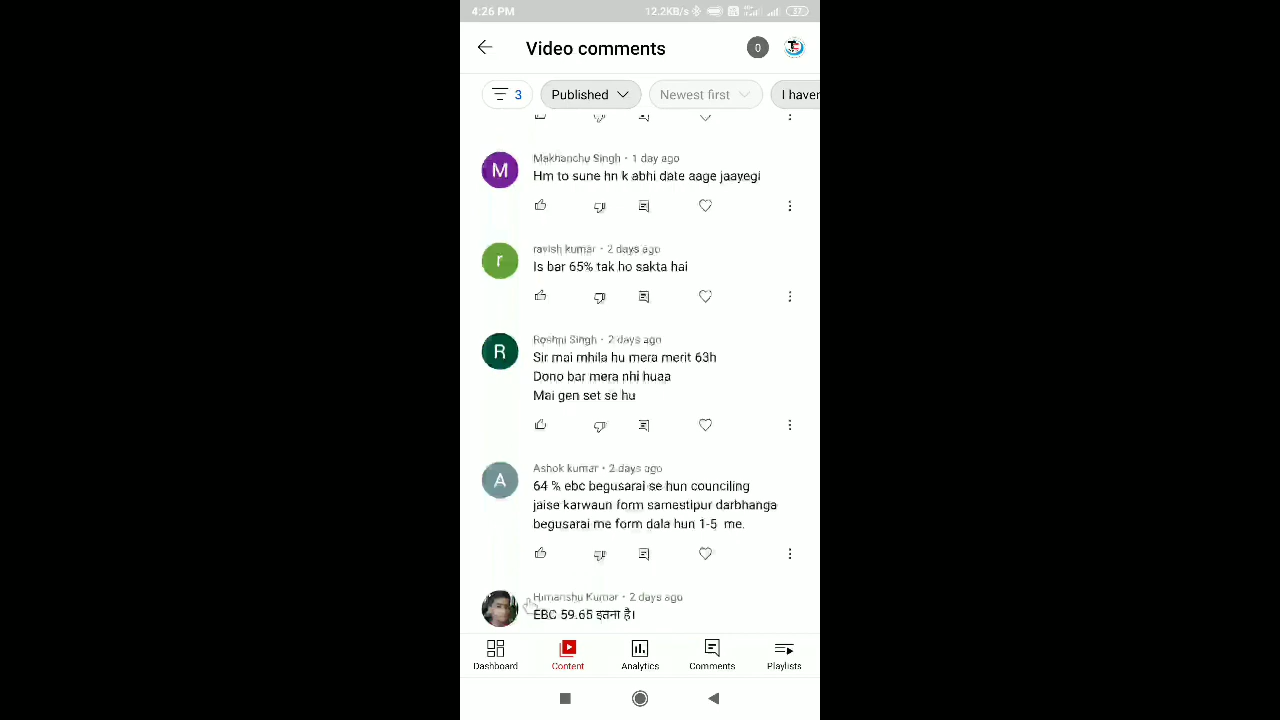 4:26 PM 12.2KB/s 37
Video comments 0
3 Published Newest first I haven
M Makhanchu Singh • 1 day ago
Hm to sune hn k abhi date aage jaayegi
r ravish kumar • 2 days ago
Is bar 65% tak ho sakta hai
R Roshni Singh • 2 days ago
Sir mai mhila hu mera merit 63h
Dono bar mera nhi huaa
Mai gen set se hu
A Ashok kumar • 2 days ago
64 % ebc begusarai se hun counciling
jaise karwaun form samestipur darbhanga
begusarai me form dala hun 1-5 me.
Himanshu Kumar • 2 days ago
EBC 59.65 इतना है।
Dashboard Content Analytics Comments Playlists